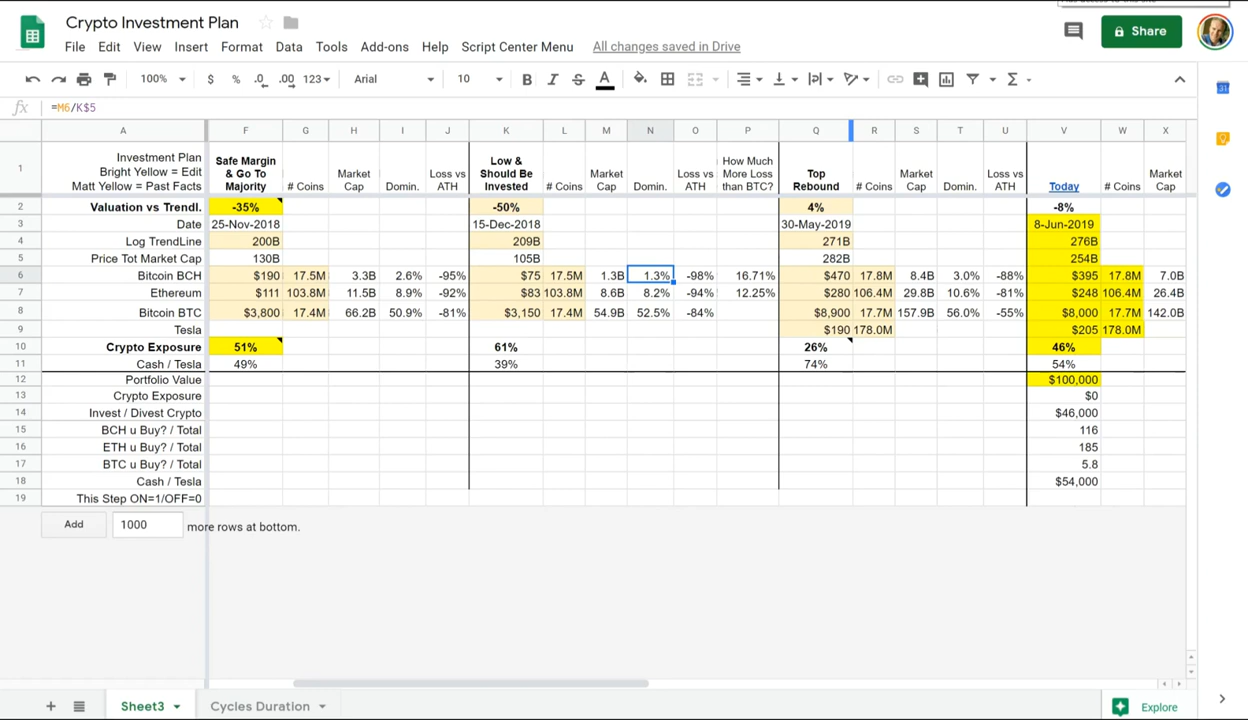 Crypto Investment Plan
File Edit View Insert Format Data Tools Add-ons Help Script Center Menu All changes saved in Drive
Share
100% $ % .0 .00 123 Arial 10 B I S A
fx =M6/K$5
A F G H I J K L M N O P Q R S T U V W X
1 Investment Plan
Bright Yellow = Edit
Matt Yellow = Past Facts
Safe Margin
& Go To
Majority
# Coins
Market
Cap
Domin.
Loss vs
ATH
Low &
Should Be
Invested
# Coins
Market
Cap
Domin.
Loss vs
ATH
How Much
More Loss
than BTC?
Top
Rebound
# Coins
Market
Cap
Domin.
Loss vs
ATH
Today
# Coins
Market
Cap
2 Valuation vs Trendl. -35% -50% 4% -8%
3 Date 25-Nov-2018 15-Dec-2018 30-May-2019 8-Jun-2019
4 Log TrendLine 200B 209B 271B 276B
5 Price Tot Market Cap 130B 105B 282B 254B
6 Bitcoin BCH $190 17.5M 3.3B 2.6% -95% $75 17.5M 1.3B 1.3% -98% 16.71% $470 17.8M 8.4B 3.0% -88% $395 17.8M 7.0B
7 Ethereum $111 103.8M 11.5B 8.9% -92% $83 103.8M 8.6B 8.2% -94% 12.25% $280 106.4M 29.8B 10.6% -81% $248 106.4M 26.4B
8 Bitcoin BTC $3,800 17.4M 66.2B 50.9% -81% $3,150 17.4M 54.9B 52.5% -84% $8,900 17.7M 157.9B 56.0% -55% $8,000 17.7M 142.0B
9 Tesla $190 178.0M $205 178.0M
10 Crypto Exposure 51% 61% 26% 46%
11 Cash / Tesla 49% 39% 74% 54%
12 Portfolio Value $100,000
13 Crypto Exposure $0
14 Invest / Divest Crypto $46,000
15 BCH u Buy? / Total 116
16 ETH u Buy? / Total 185
17 BTC u Buy? / Total 5.8
18 Cash / Tesla $54,000
19 This Step ON=1/OFF=0
Add 1000 more rows at bottom.
Sheet3 Cycles Duration Explore